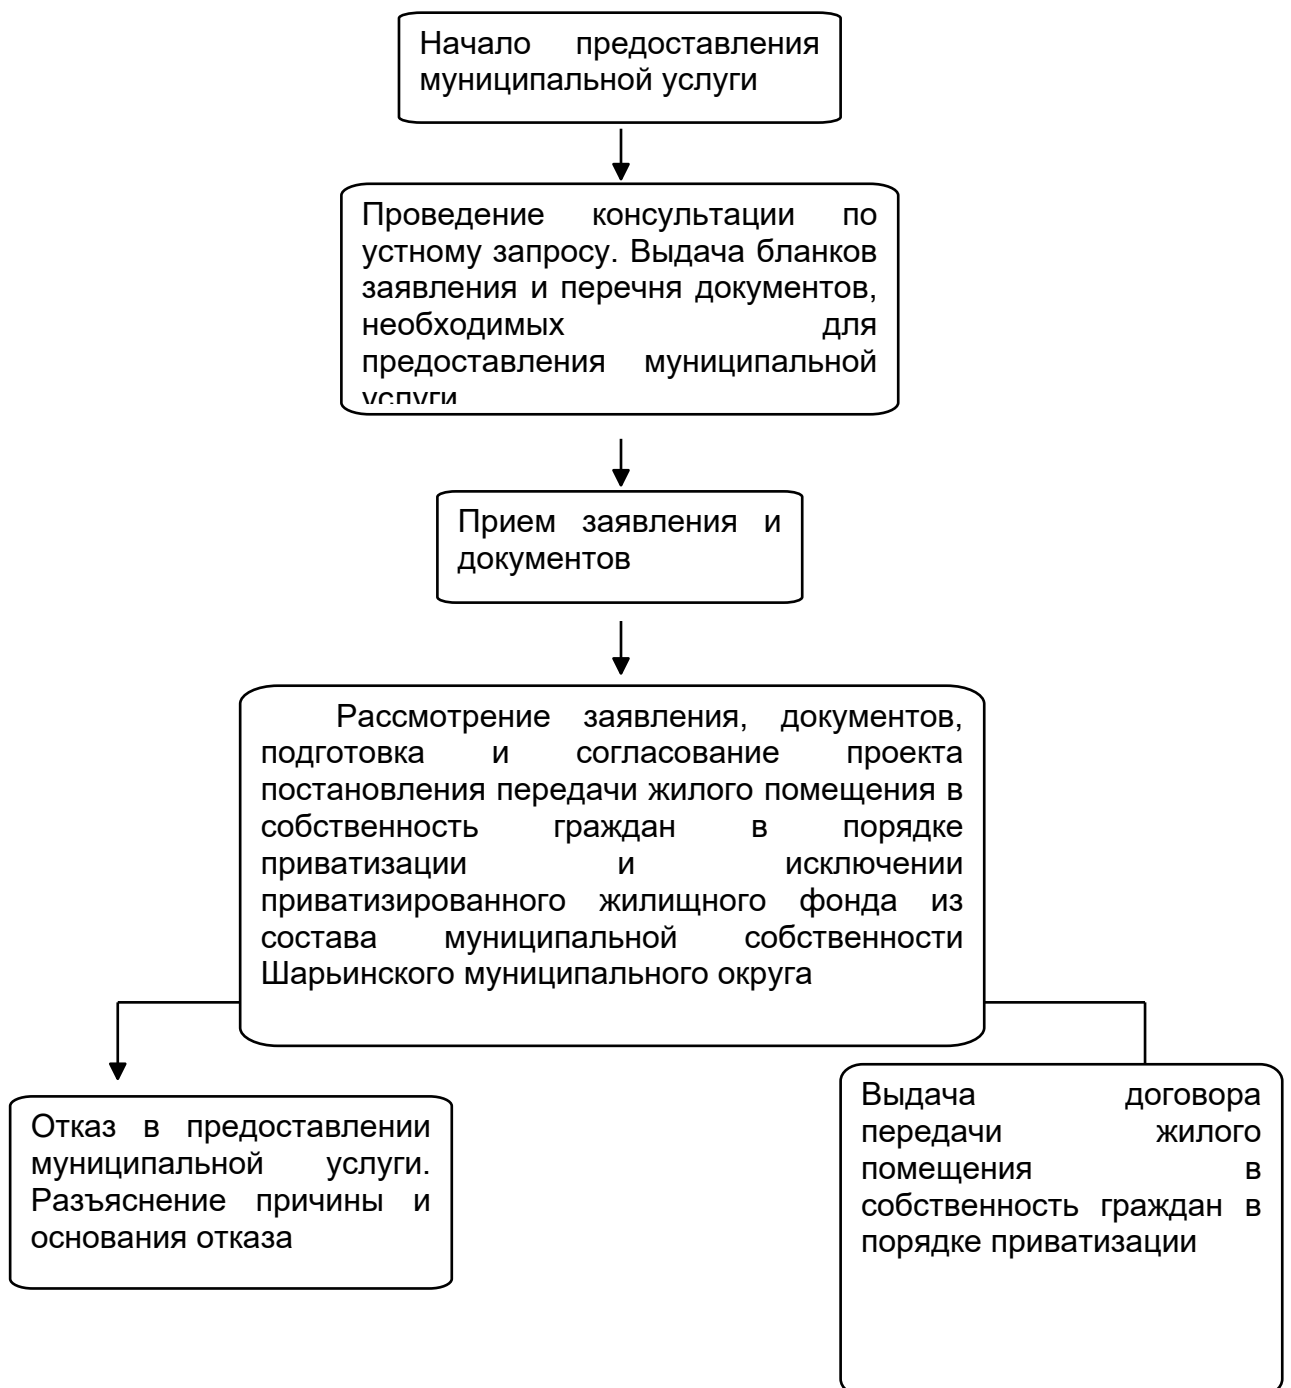 Начало предоставления
муниципальной услуги
Проведение консультации по
устному запросу. Выдача бланков
заявления и перечня документов,
необходимых для
предоставления муниципальной
услуги
Прием заявления и
документов
Рассмотрение заявления, документов,
подготовка и согласование проекта
постановления передачи жилого помещения в
собственность граждан в порядке
приватизации и исключении
приватизированного жилищного фонда из
состава муниципальной собственности
Шарьинского муниципального округа
Отказ в предоставлении
муниципальной услуги.
Разъяснение причины и
основания отказа
Выдача договора
передачи жилого
помещения в
собственность граждан в
порядке приватизации